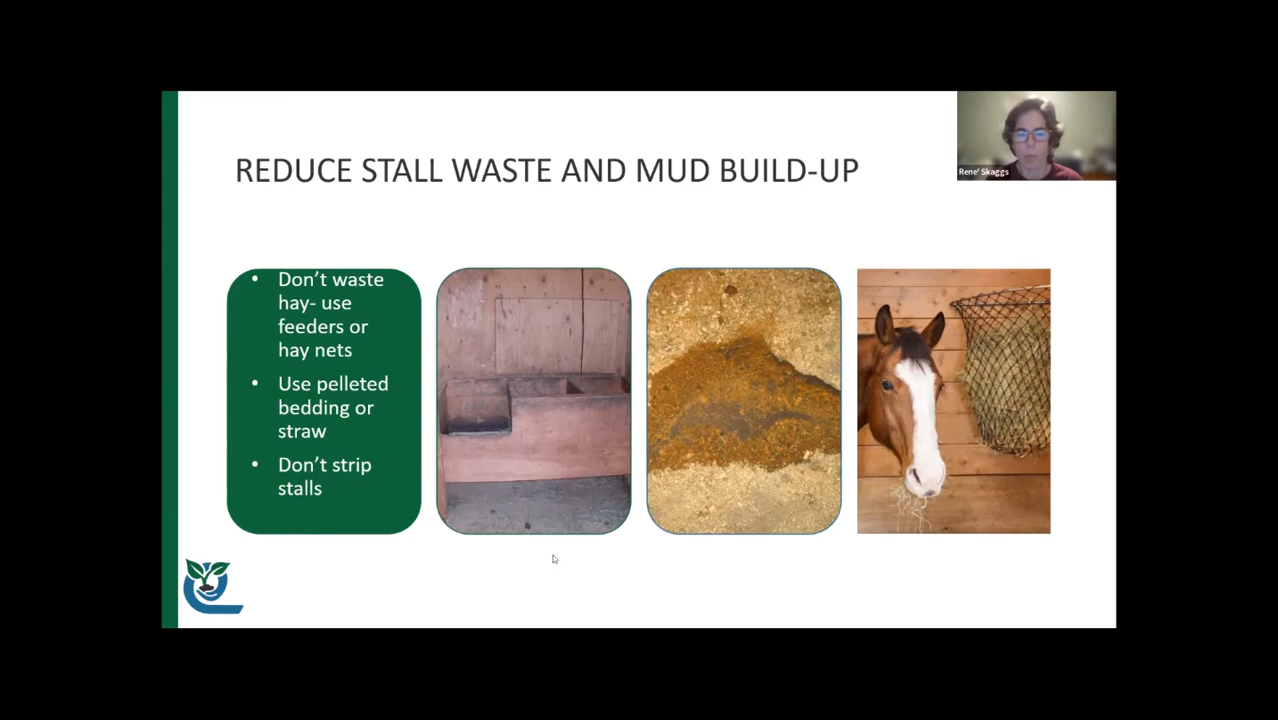 REDUCE STALL WASTE AND MUD BUILD-UP
Rene' Skaggs
• Don’t waste
hay- use
feeders or
hay nets
• Use pelleted
bedding or
straw
• Don’t strip
stalls